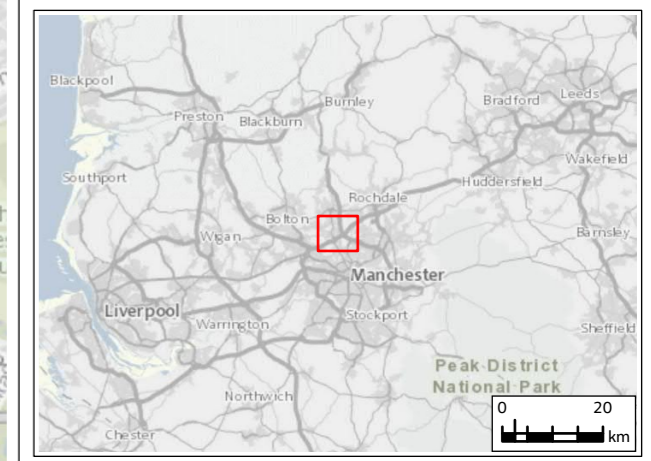 Blackpool
Burnley
Bradford
Leeds
Preston
Blackburn
Wakefield
Southport
Huddersfield
Rochdale
Bolton
Wigan
Barnsley
Manchester
Liverpool
Stockport
Warrington
Sheffield
Peak District
National Park
Northwich
Chester
0 20
km